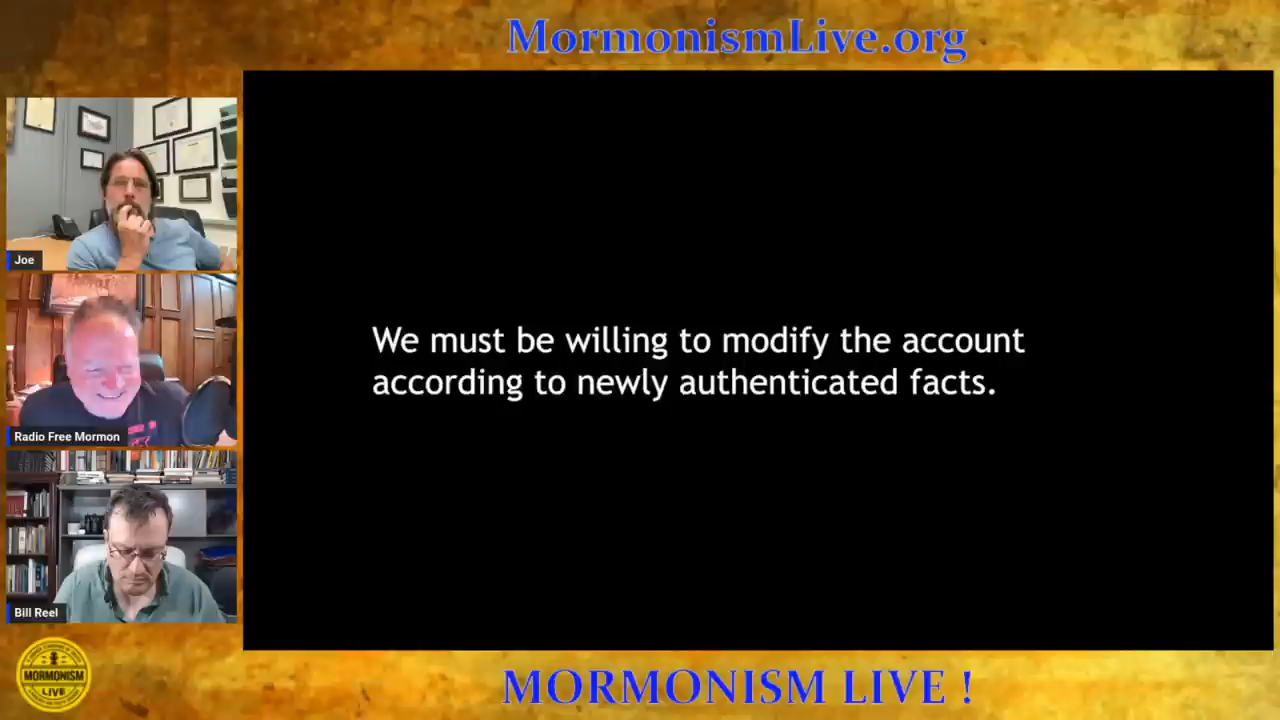 MormonismLive.org
Joe
Radio Free Mormon
Bill Reel
We must be willing to modify the account
according to newly authenticated facts.
MORMONISM
LIVE
MORMONISM LIVE !